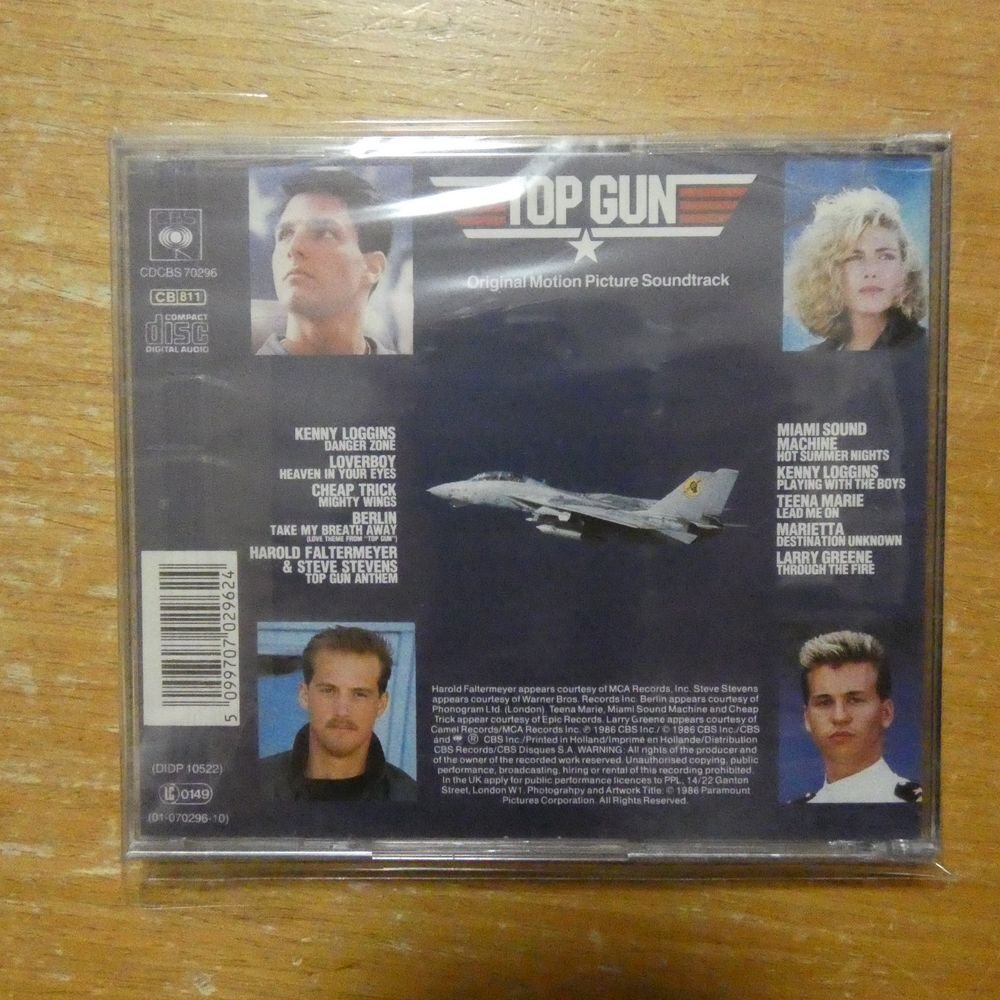 CBS
CDCBS 70296
CB 811
COMPACT
disc
DIGITAL AUDIO
TOP GUN
Original Motion Picture Soundtrack
KENNY LOGGINS
DANGER ZONE
LOVERBOY
HEAVEN IN YOUR EYES
CHEAP TRICK
MIGHTY WINGS
BERLIN
TAKE MY BREATH AWAY
(LOVE THEME FROM "TOP GUN")
HAROLD FALTERMEYER
& STEVE STEVENS
TOP GUN ANTHEM
MIAMI SOUND
MACHINE
HOT SUMMER NIGHTS
KENNY LOGGINS
PLAYING WITH THE BOYS
TEENA MARIE
LEAD ME ON
MARIETTA
DESTINATION UNKNOWN
LARRY GREENE
THROUGH THE FIRE
5 099707 029624
(DIDP 10522)
LC 0149
(01-070296-10)
Harold Faltermeyer appears courtesy of MCA Records, Inc. Steve Stevens
appears courtesy of Warner Bros. Records Inc. Berlin appears courtesy of
Phonogram Ltd. (London). Teena Marie, Miami Sound Machine and Cheap
Trick appear courtesy of Epic Records. Larry Greene appears courtesy of
Camel Records/MCA Records Inc. ℗ 1986 CBS Inc./ © 1986 CBS Inc./CBS
and ® CBS Inc./Printed in Holland/Imprimé en Hollande/Distribution
CBS Records/CBS Disques S.A. WARNING: All rights of the producer and
of the owner of the recorded work reserved. Unauthorised copying, public
performance, broadcasting, hiring or rental of this recording prohibited.
In the UK apply for public performance licences to PPL, 14/22 Ganton
Street, London W1. Photograhpy and Artwork Title: © 1986 Paramount
Pictures Corporation. All Rights Reserved.